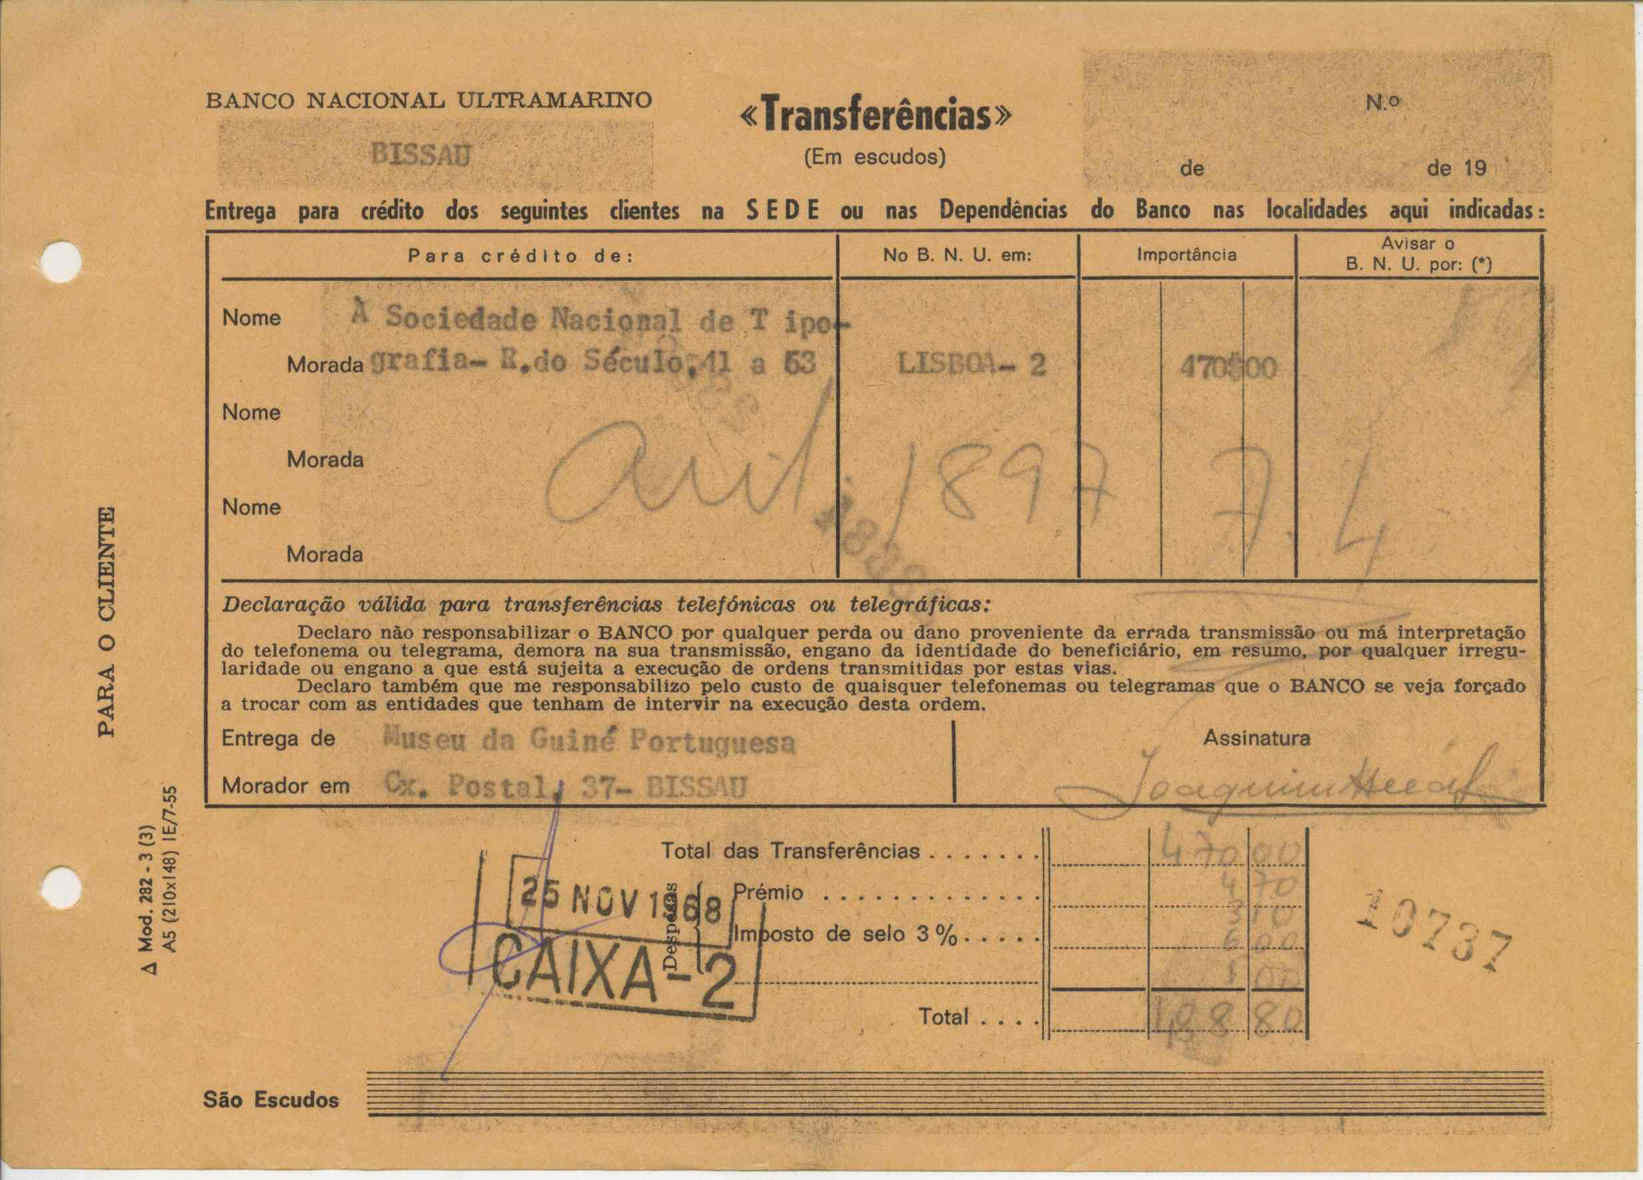 BANCO NACIONAL ULTRAMARINO
BISSAU
«Transferências»
(Em escudos)
N.º
de de 19
Entrega para crédito dos seguintes clientes na SEDE ou nas Dependências do Banco nas localidades aqui indicadas:
Para crédito de: No B. N. U. em: Importância Avisar o
B. N. U. por: (*)
Nome À Sociedade Nacional de T ipo-
Morada grafia- R.do Século, 41 a 63 LISBOA- 2 470$00
Nome
Morada
1897
Nome
Morada
Declaração válida para transferências telefónicas ou telegráficas:
Declaro não responsabilizar o BANCO por qualquer perda ou dano proveniente da errada transmissão ou má interpretação
do telefonema ou telegrama, demora na sua transmissão, engano da identidade do beneficiário, em resumo, por qualquer irregu-
laridade ou engano a que está sujeita a execução de ordens transmitidas por estas vias.
Declaro também que me responsabilizo pelo custo de quaisquer telefonemas ou telegramas que o BANCO se veja forçado
a trocar com as entidades que tenham de intervir na execução desta ordem.
Entrega de Museu da Guiné Portuguesa
Assinatura
Morador em Cx. Postal, 37- BISSAU
Joaquim
Total das Transferências 470 00
Despesas
Prémio 4 70
Imposto de selo 3%
Total 80
25 NOV 1968
CAIXA-2
10737
São Escudos
PARA O CLIENTE
Δ Mod. 282 - 3 (3)
A5 (210x148) IE/7-55